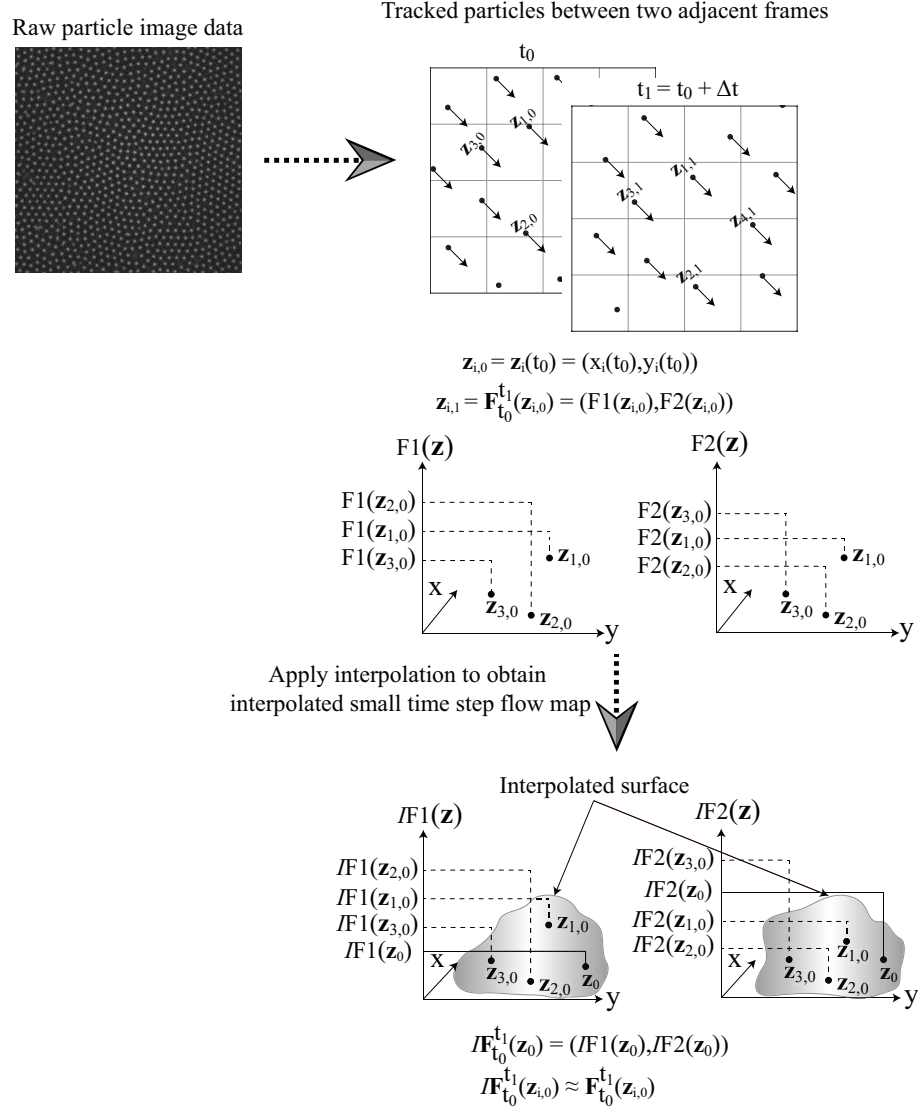 Raw particle image data
Tracked particles between two adjacent frames
t0
t1 = t0 + Δt
z1,0
z3,0
z2,0
z1,1
z3,1
z4,1
z2,1
zi,0 = zi(t0) = (xi(t0),yi(t0))
zi,1 = F_t0^t1(zi,0) = (F1(zi,0),F2(zi,0))
F1(z)
F1(z2,0)
F1(z1,0)
F1(z3,0)
x
z1,0
z3,0
z2,0
y
F2(z)
F2(z3,0)
F2(z1,0)
F2(z2,0)
x
z1,0
z3,0
z2,0
y
Apply interpolation to obtain
interpolated small time step flow map
Interpolated surface
IF1(z)
IF1(z2,0)
IF1(z1,0)
IF1(z3,0)
IF1(z0)
x
z1,0
z3,0
z2,0
z0
y
IF2(z)
IF2(z3,0)
IF2(z0)
IF2(z1,0)
IF2(z2,0)
x
z1,0
z3,0
z2,0
z0
y
IF_t0^t1(z0) = (IF1(z0),IF2(z0))
IF_t0^t1(zi,0) ≈ F_t0^t1(zi,0)